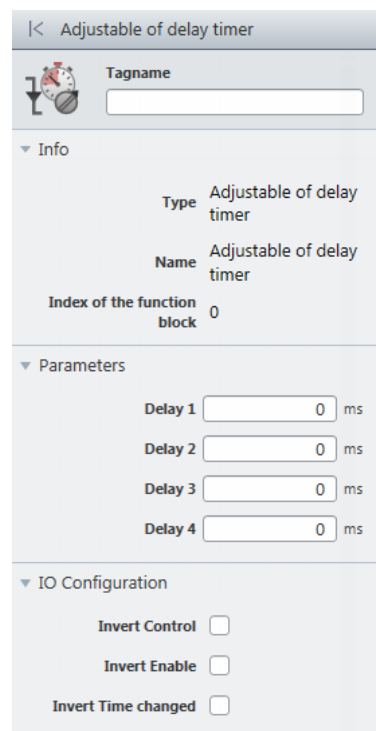 Adjustable of delay timer
Tagname
Info
Type Adjustable of delay
timer
Name Adjustable of delay
timer
Index of the function
block 0
Parameters
Delay 1 0 ms
Delay 2 0 ms
Delay 3 0 ms
Delay 4 0 ms
IO Configuration
Invert Control
Invert Enable
Invert Time changed